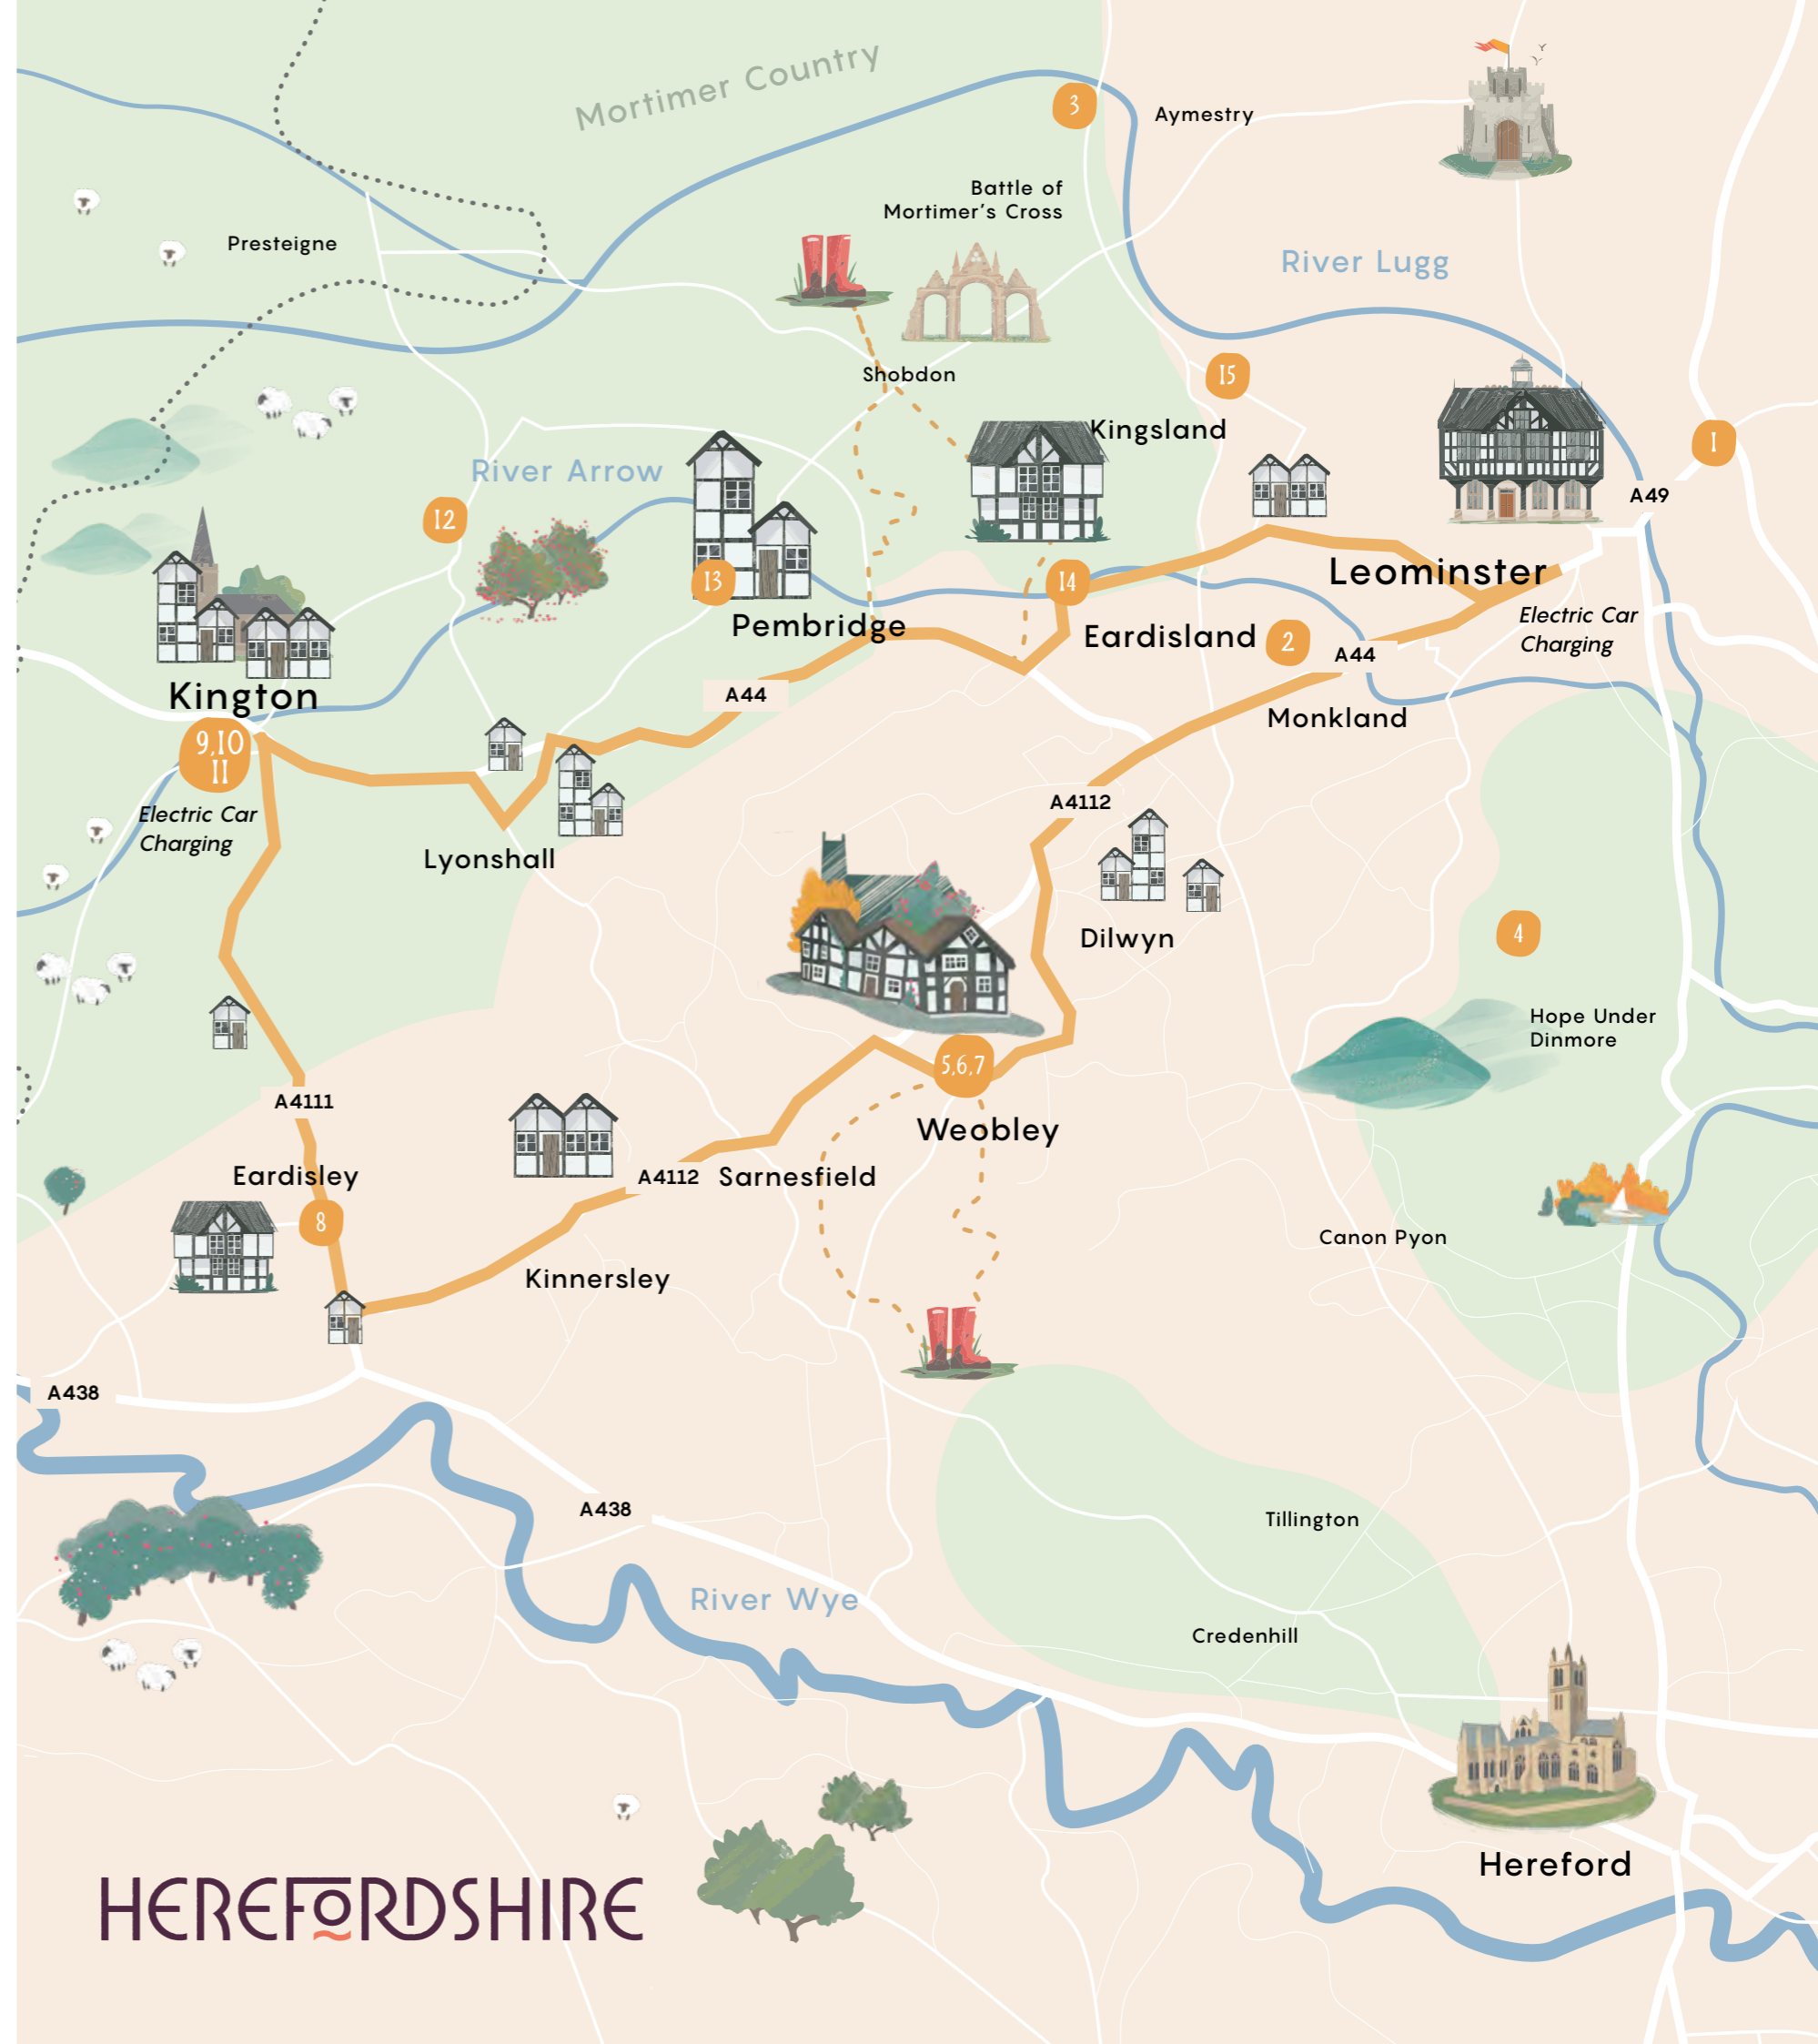 Mortimer Country
3
Aymestry
Battle of
Mortimer's Cross
Presteigne
River Lugg
Shobdon
15
Kingsland
1
River Arrow
A49
12
13
14
Leominster
Pembridge
Eardisland
2
A44
Electric Car
Charging
Kington
A44
Monkland
9,10
11
Electric Car
Charging
A4112
Lyonshall
Dilwyn
4
Hope Under
Dinmore
5,6,7
A4111
Weobley
Eardisley
A4112
Sarnesfield
8
Canon Pyon
Kinnersley
A438
A438
Tillington
River Wye
Credenhill
Hereford
HEREFORDSHIRE